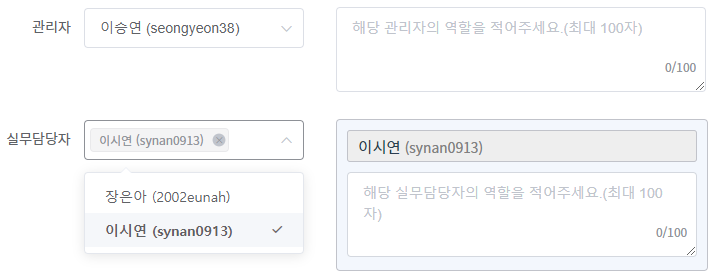 관리자
이승연 (seongyeon38)
해당 관리자의 역할을 적어주세요.(최대 100자)
0/100
실무담당자
이시연 (synan0913)
장은아 (2002eunah)
이시연 (synan0913)
이시연 (synan0913)
해당 실무담당자의 역할을 적어주세요.(최대 100
자)
0/100